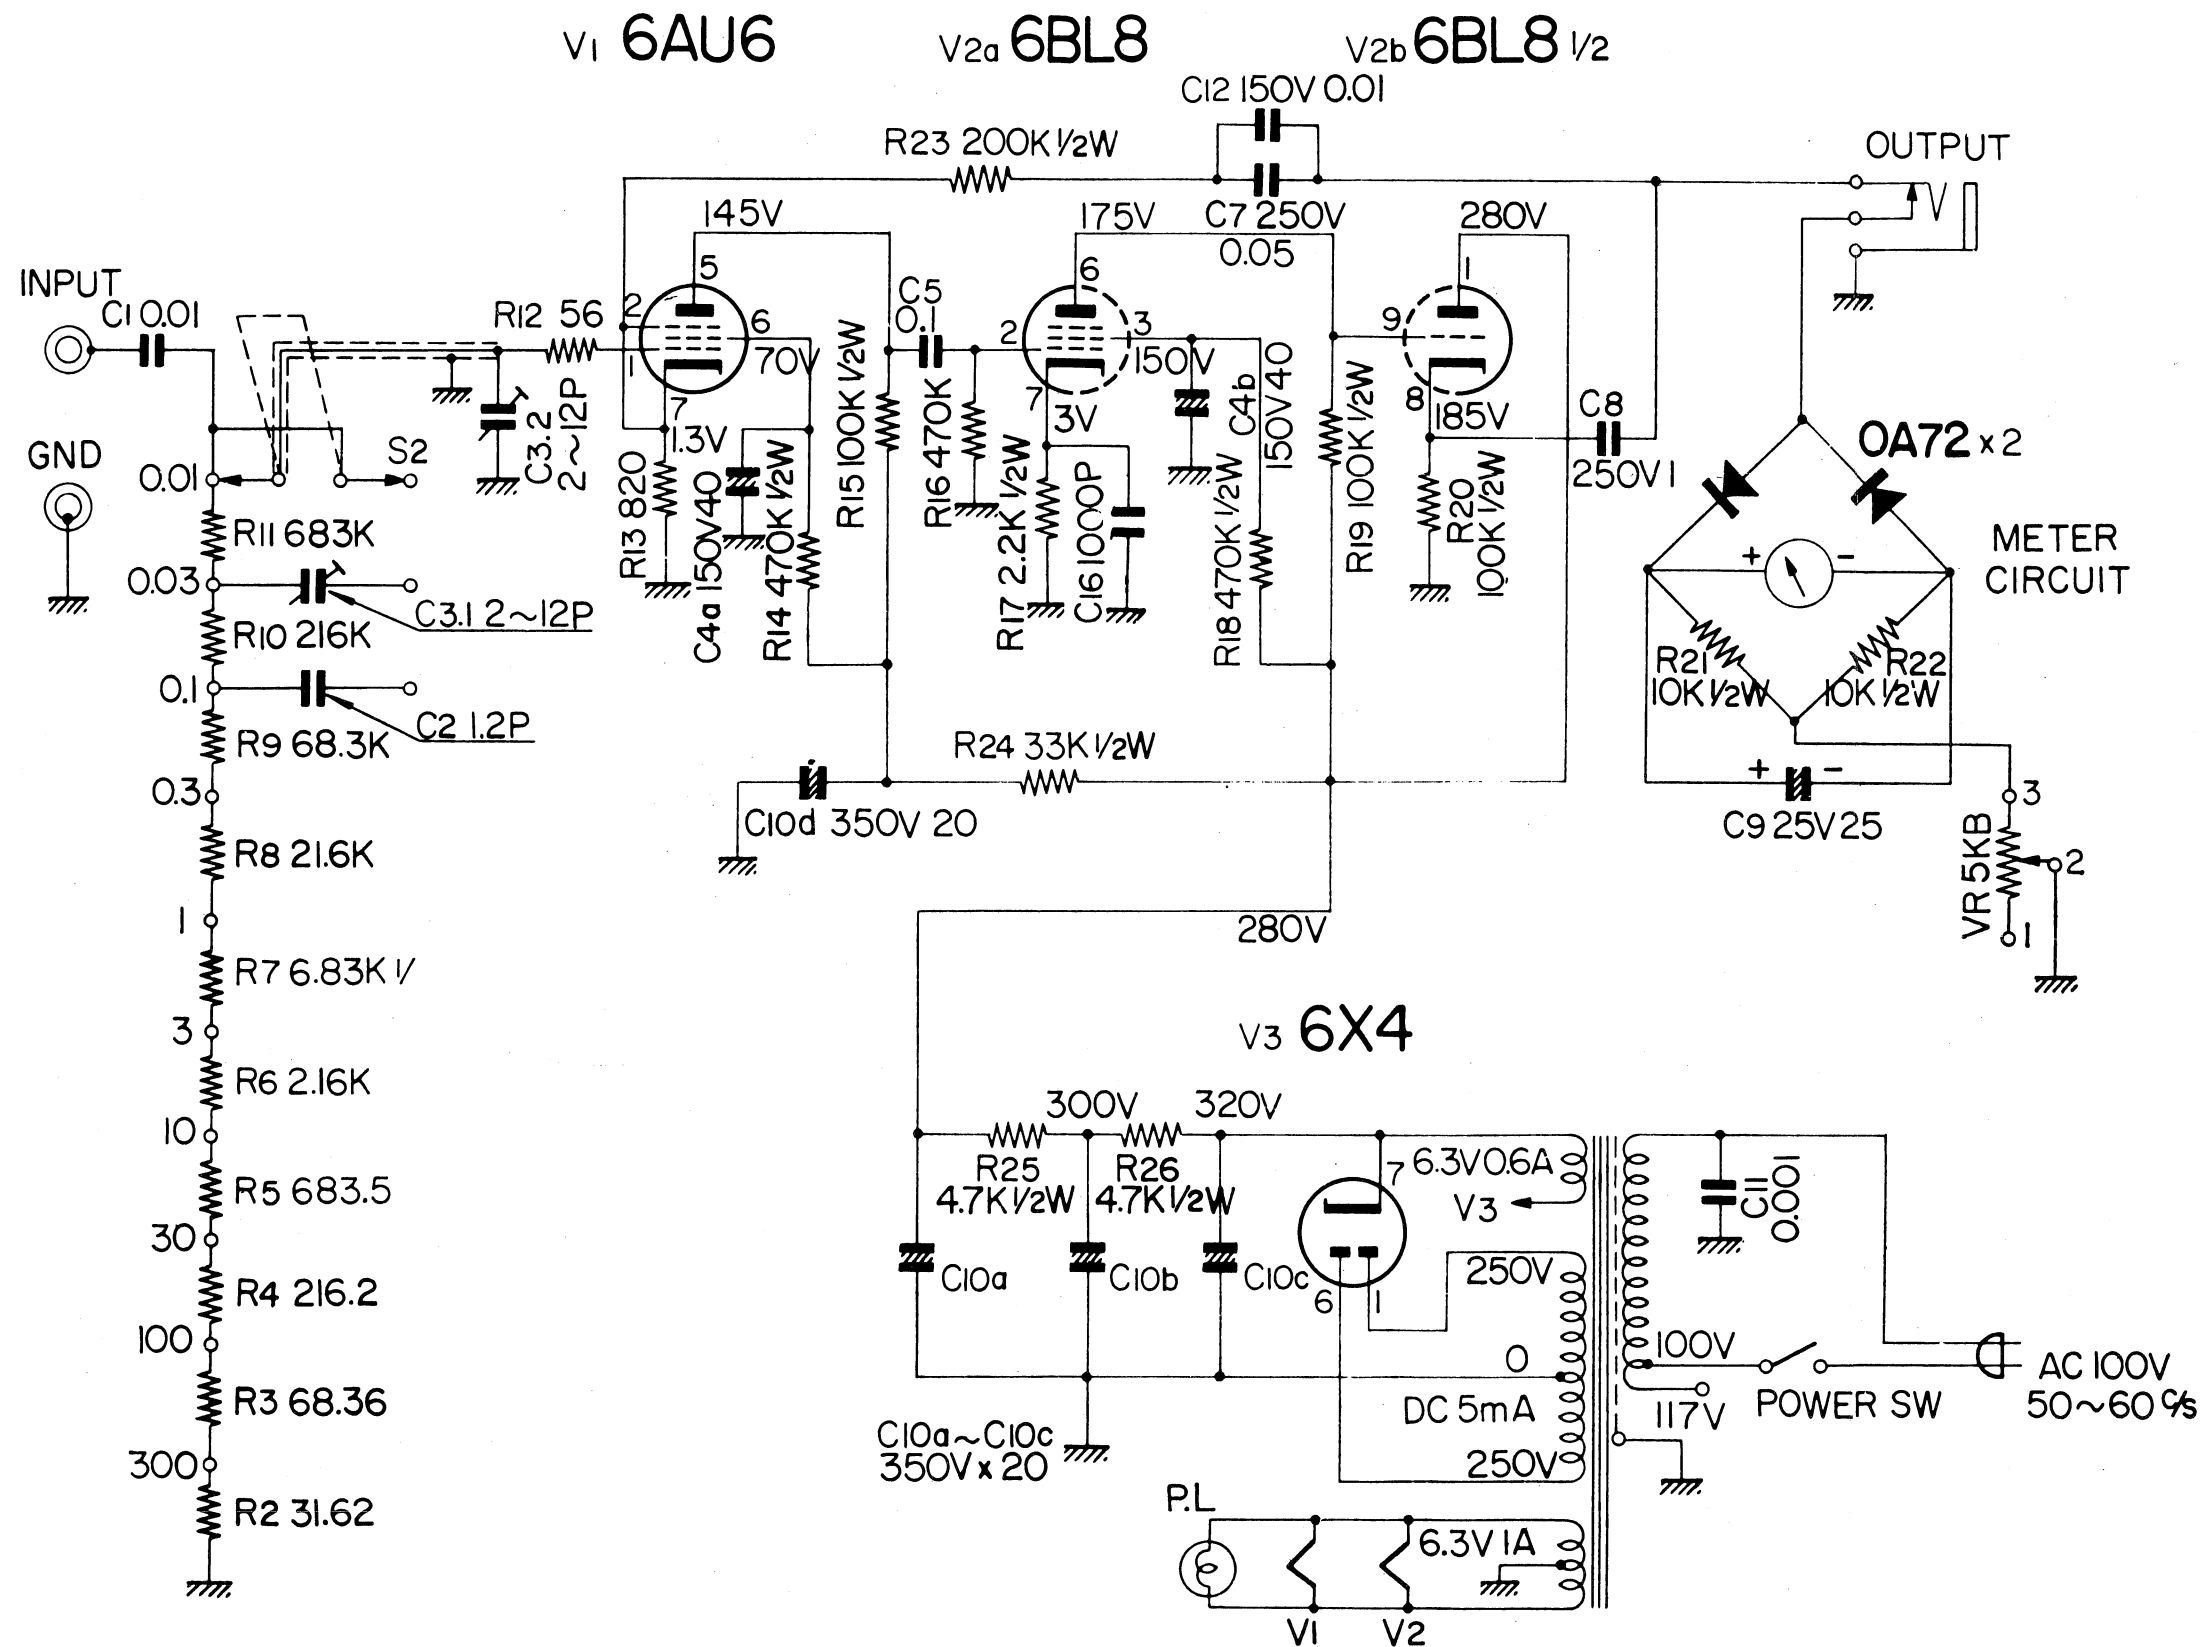 V1 6AU6
V2a 6BL8
V2b 6BL8 1/2
C12 150V 0.01
R23 200K 1/2W
OUTPUT
145V
175V
C7 250V
0.05
280V
INPUT
C1 0.01
R12 56
2
1
5
6
70V
7
1.3V
C5
0.1
2
6
3
150V
7
3V
9
1
8
185V
C8
250V 1
C3.2
2~12P
GND
0.01
S2
R13 820
C4a 150V 40
R14 470K 1/2W
R15 100K 1/2W
R16 470K
R17 2.2K 1/2W
C16 1000P
C4b
150V 40
R18 470K 1/2W
R19 100K 1/2W
R20
100K 1/2W
OA72 x 2
METER
CIRCUIT
+
-
R11 683K
0.03
C3.1 2~12P
R10 216K
0.1
C2 1.2P
R9 68.3K
0.3
R8 21.6K
1
R7 6.83K 1/
3
R6 2.16K
10
R5 683.5
30
R4 216.2
100
R3 68.36
300
R2 31.62
R21
10K 1/2W
R22
10K 1/2W
R24 33K 1/2W
C10d 350V 20
+
-
C9 25V 25
3
VR 5KB
2
1
280V
V3 6X4
300V
320V
R25
4.7K 1/2W
R26
4.7K 1/2W
7
6.3V 0.6A
V3
C11
0.001
C10a
C10b
C10c
6
1
250V
0
DC 5mA
250V
100V
117V
POWER SW
AC 100V
50~60 c/s
C10a~C10c
350V x 20
P.L
6.3V 1A
V1
V2